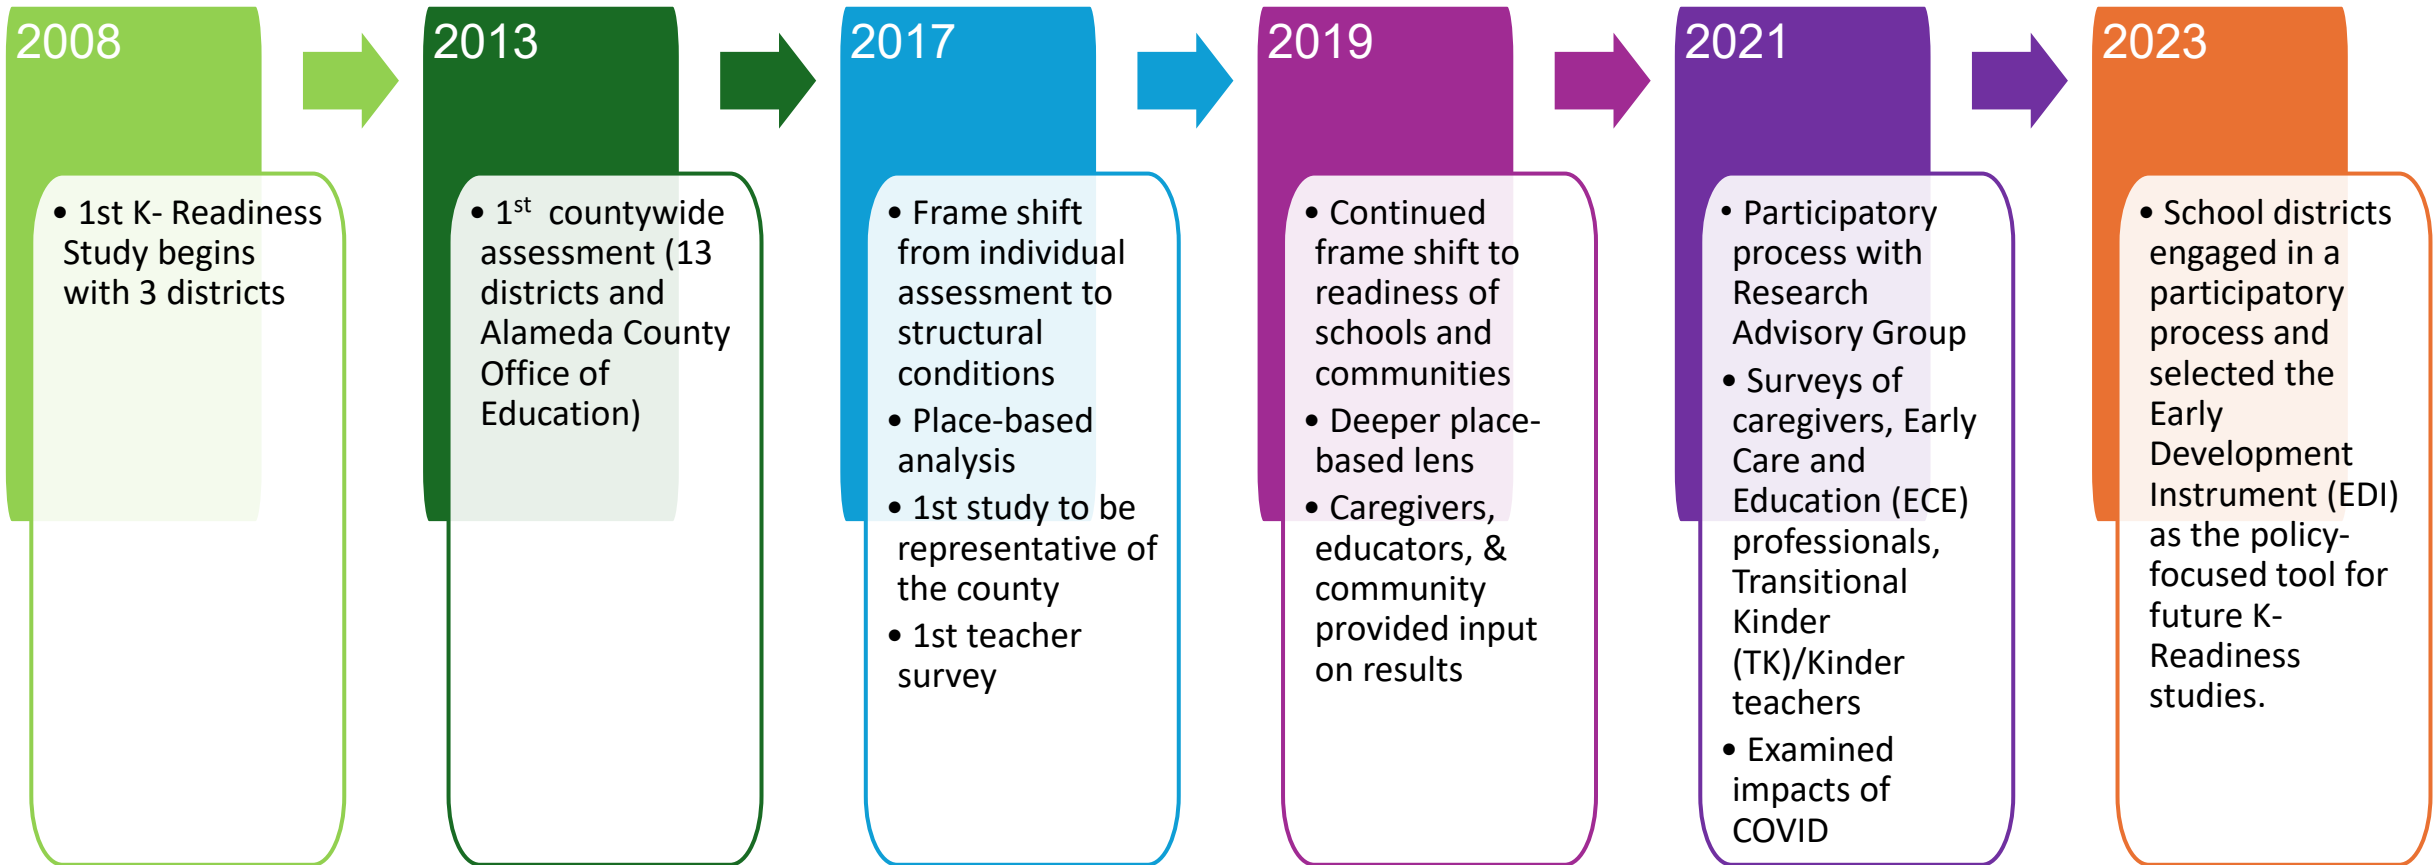 2008
• 1st K- Readiness
Study begins
with 3 districts
2013
• 1st countywide
assessment (13
districts and
Alameda County
Office of
Education)
2017
• Frame shift
from individual
assessment to
structural
conditions
• Place-based
analysis
• 1st study to be
representative of
the county
• 1st teacher
survey
2019
• Continued
frame shift to
readiness of
schools and
communities
• Deeper place-
based lens
• Caregivers,
educators, &
community
provided input
on results
2021
• Participatory
process with
Research
Advisory Group
• Surveys of
caregivers, Early
Care and
Education (ECE)
professionals,
Transitional
Kinder
(TK)/Kinder
teachers
• Examined
impacts of
COVID
2023
• School districts
engaged in a
participatory
process and
selected the
Early
Development
Instrument (EDI)
as the policy-
focused tool for
future K-
Readiness
studies.